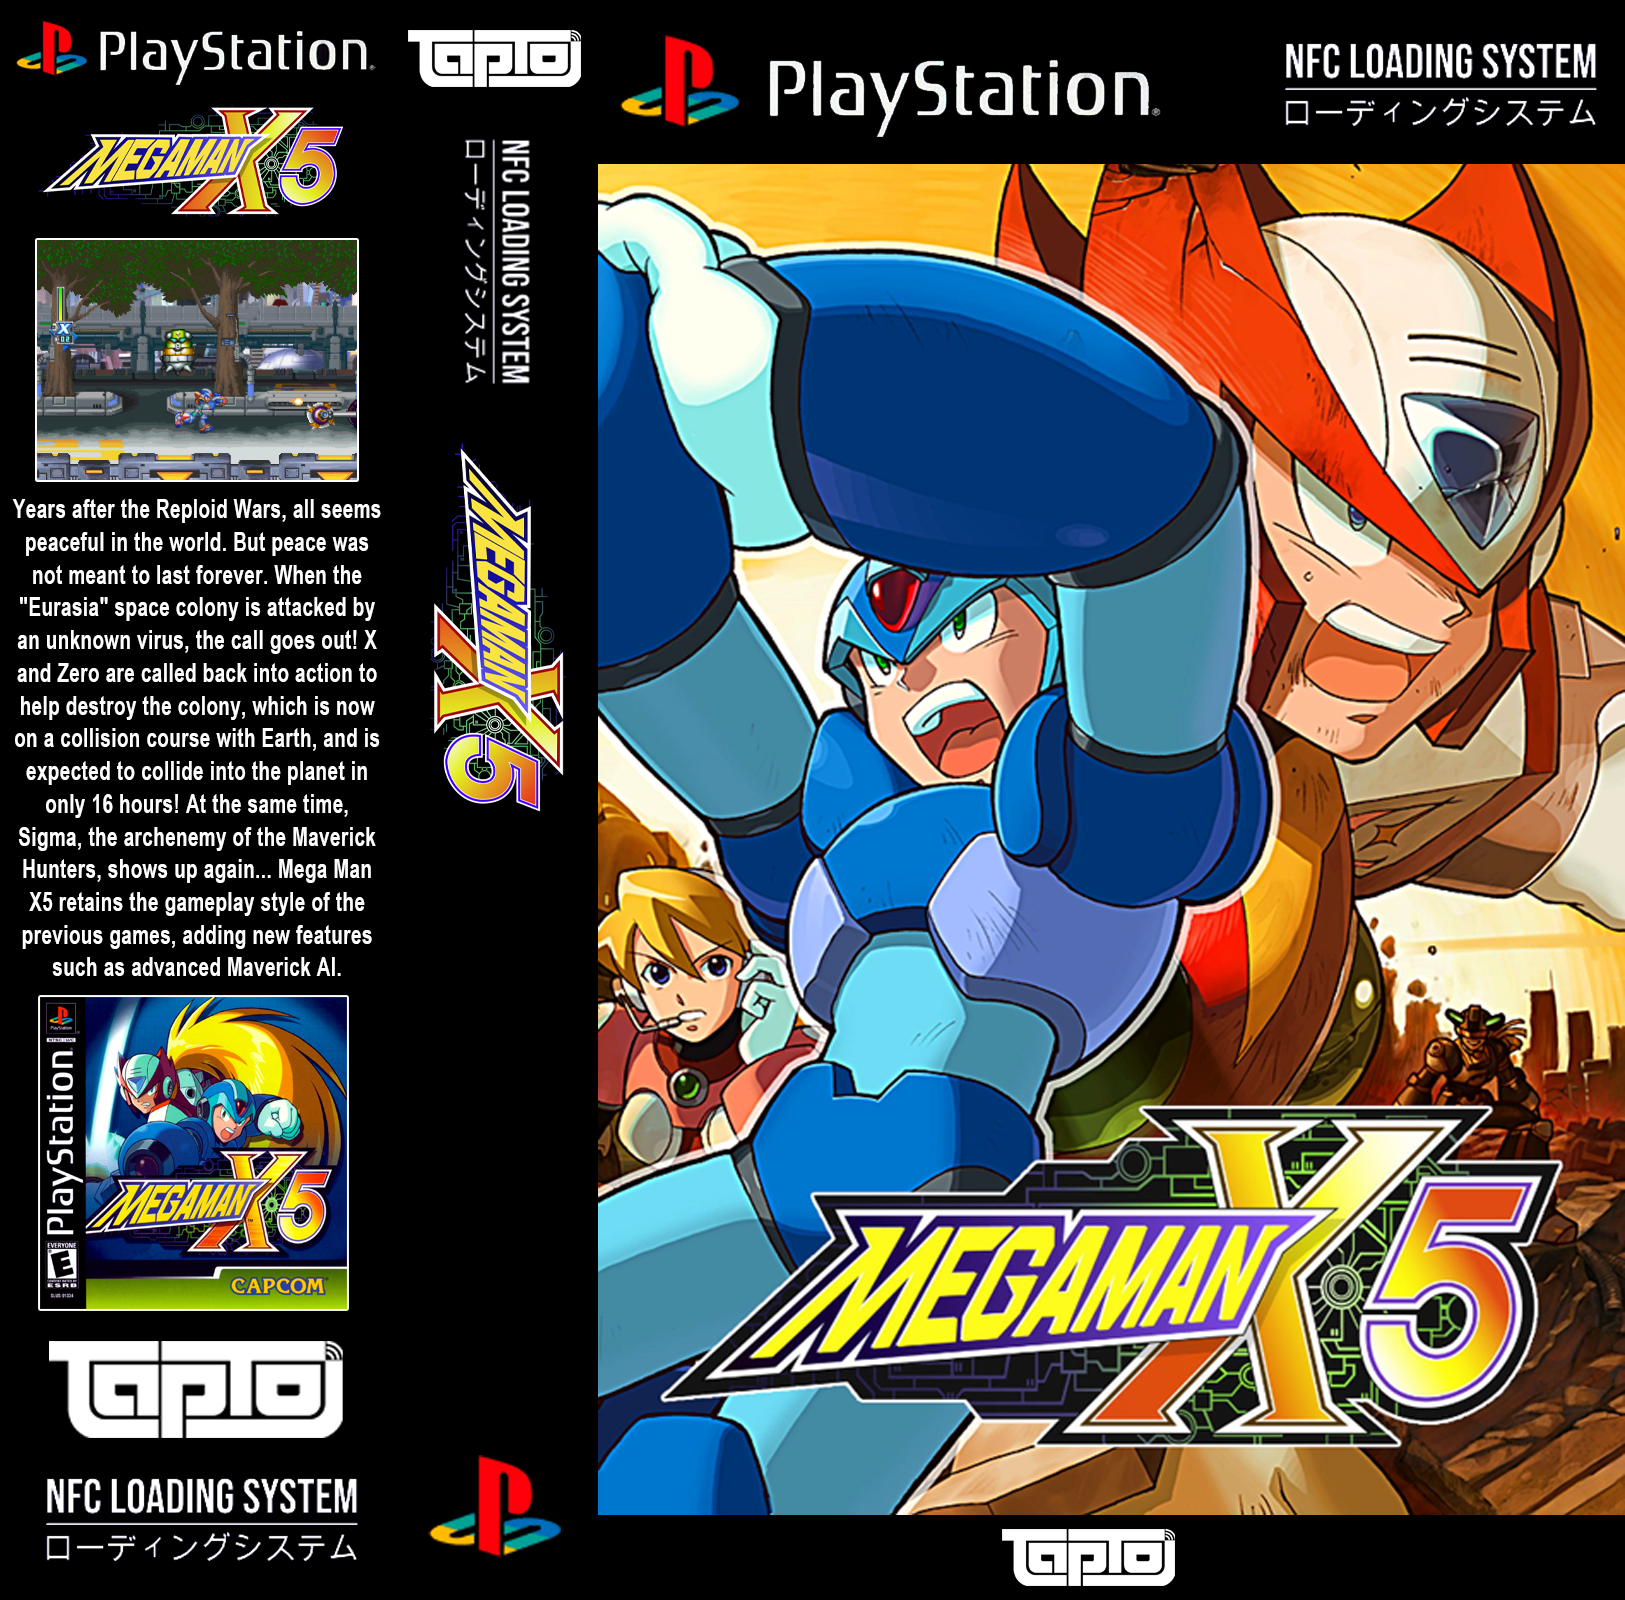 PlayStation
MEGAMAN X5
X
02
Years after the Reploid Wars, all seems
peaceful in the world. But peace was
not meant to last forever. When the
"Eurasia" space colony is attacked by
an unknown virus, the call goes out! X
and Zero are called back into action to
help destroy the colony, which is now
on a collision course with Earth, and is
expected to collide into the planet in
only 16 hours! At the same time,
Sigma, the archenemy of the Maverick
Hunters, shows up again... Mega Man
X5 retains the gameplay style of the
previous games, adding new features
such as advanced Maverick AI.
PlayStation
PlayStation
MEGAMAN X5
EVERYONE
E
ESRB
SLUS-01334
CAPCOM
TapTo
NFC LOADING SYSTEM
ローディングシステム
TapTo
NFC LOADING SYSTEM
ローディングシステム
MEGAMAN X5
PlayStation
NFC LOADING SYSTEM
ローディングシステム
MEGAMAN X5
TapTo